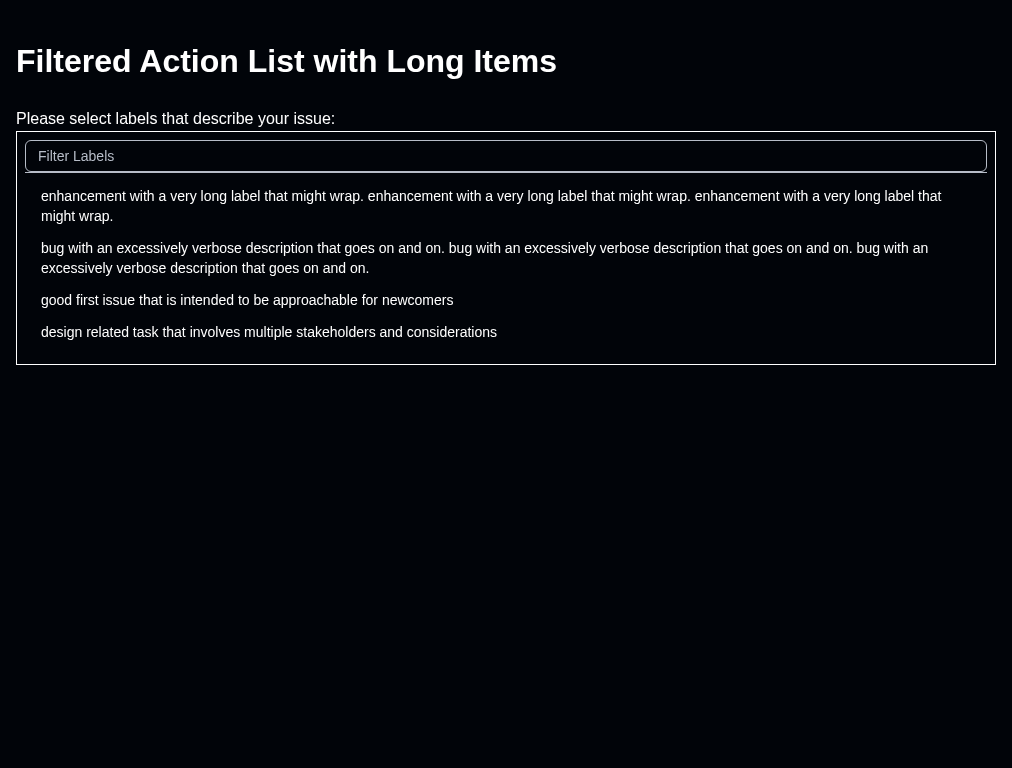 Filtered Action List with Long Items
Please select labels that describe your issue:
Filter Labels
enhancement with a very long label that might wrap. enhancement with a very long label that might wrap. enhancement with a very long label that
might wrap.
bug with an excessively verbose description that goes on and on. bug with an excessively verbose description that goes on and on. bug with an
excessively verbose description that goes on and on.
good first issue that is intended to be approachable for newcomers
design related task that involves multiple stakeholders and considerations